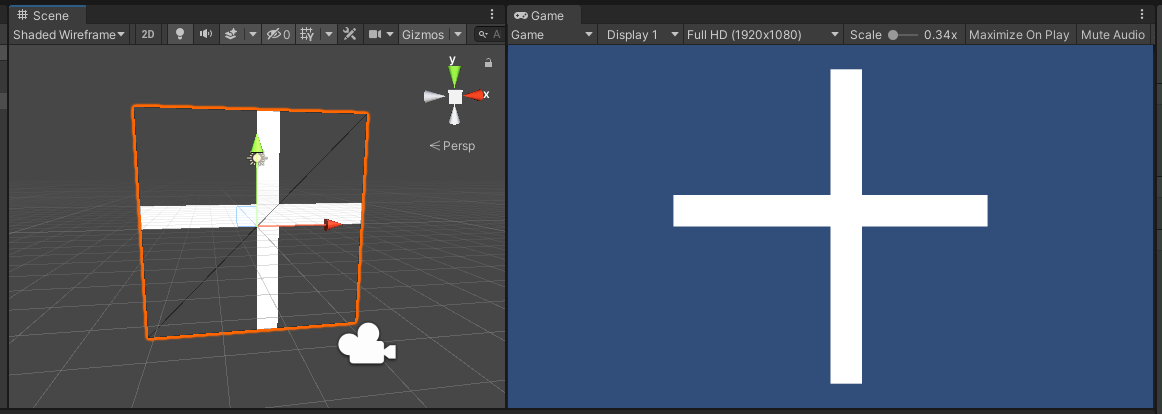 Scene
Shaded Wireframe 2D 0 Gizmos A
y
x
Persp
Game
Game Display 1 Full HD (1920x1080) Scale 0.34x Maximize On Play Mute Audio